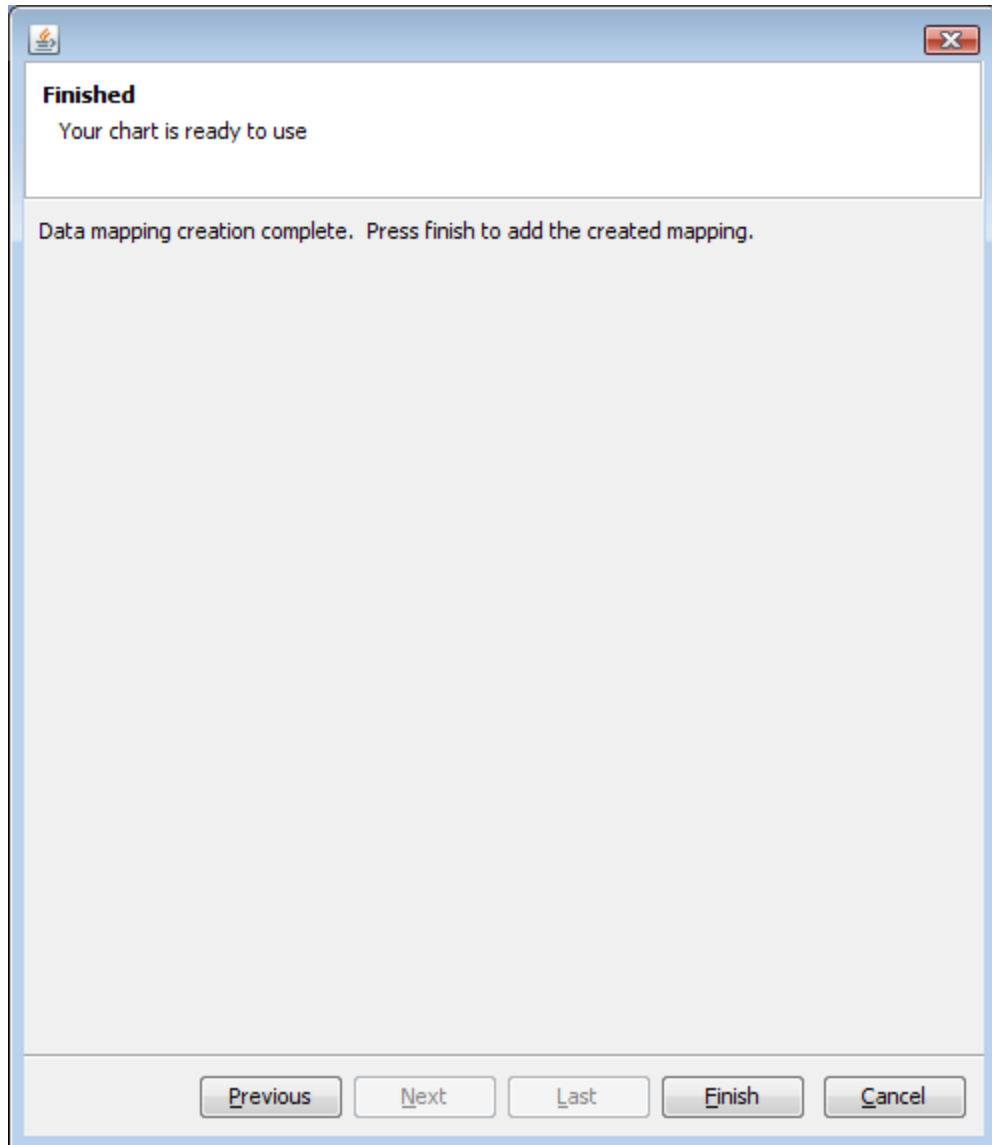 Finished
Your chart is ready to use
Data mapping creation complete.  Press finish to add the created mapping.
Previous Next Last Finish Cancel